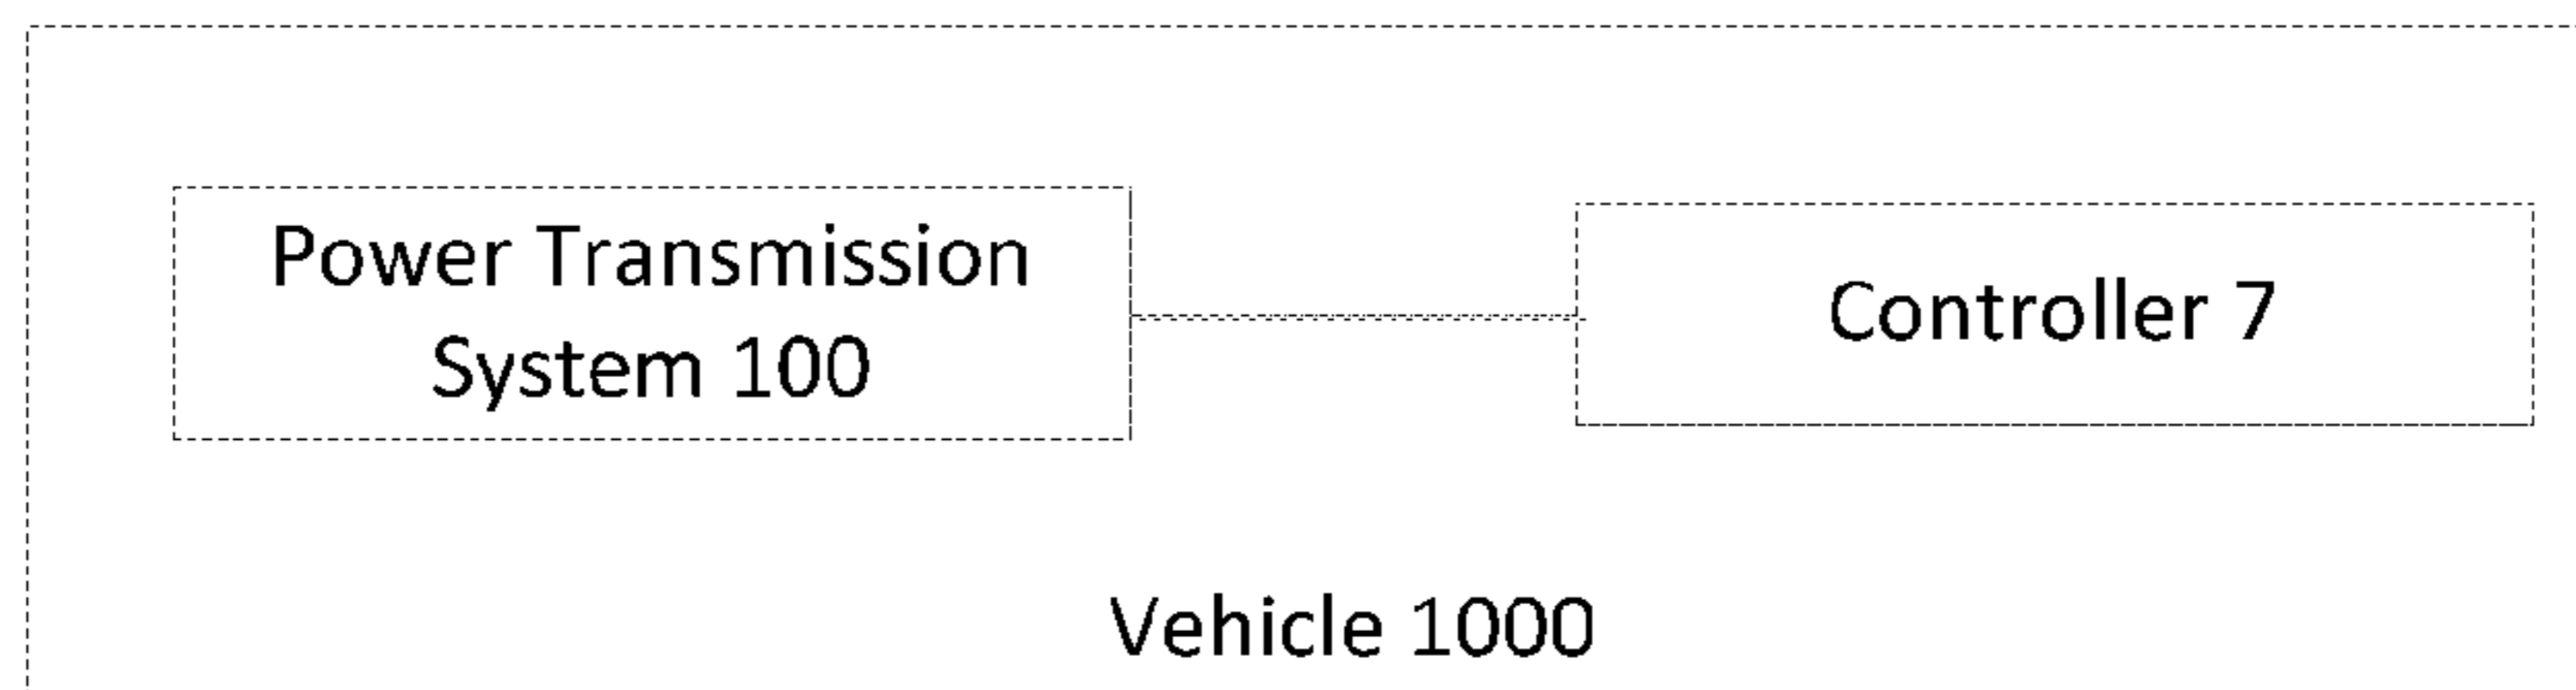 Power Transmission
System 100
Controller 7
Vehicle 1000